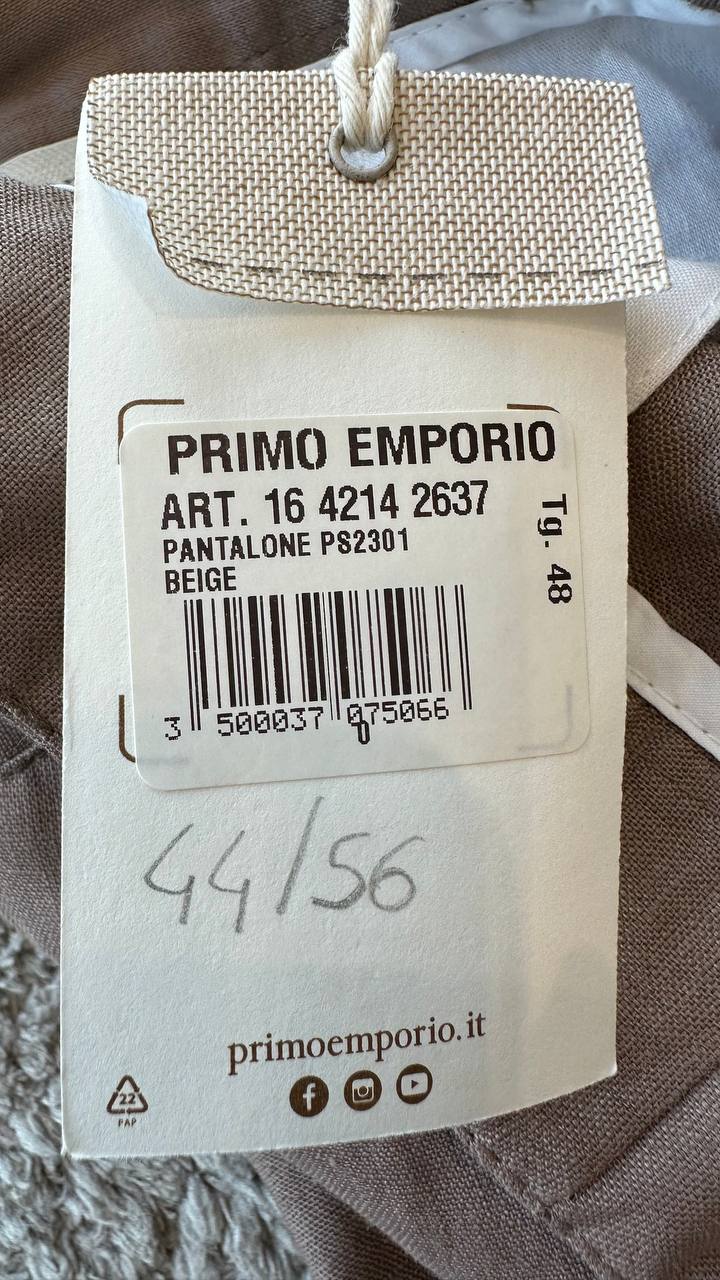 PRIMO EMPORIO
ART. 16 4214 2637
PANTALONE PS2301
BEIGE
Tg. 48
3 500037 075066
0
44/56
primoemporio.it
22
PAP